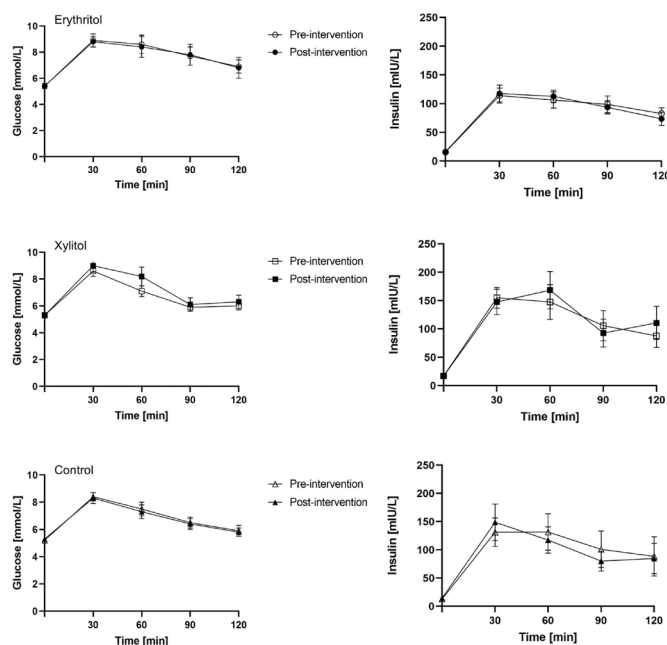 Erythritol
10
8
6
4
2
0
Glucose [mmol/L]
30 60 90 120
Time [min]
Pre-intervention
Post-intervention
250
200
150
100
50
0
Insulin [mIU/L]
30 60 90 120
Time [min]
Xylitol
10
8
6
4
2
0
Glucose [mmol/L]
30 60 90 120
Time [min]
Pre-intervention
Post-intervention
250
200
150
100
50
0
Insulin [mIU/L]
30 60 90 120
Time [min]
Control
10
8
6
4
2
0
Glucose [mmol/L]
30 60 90 120
Time [min]
Pre-intervention
Post-intervention
250
200
150
100
50
0
Insulin [mIU/L]
30 60 90 120
Time [min]